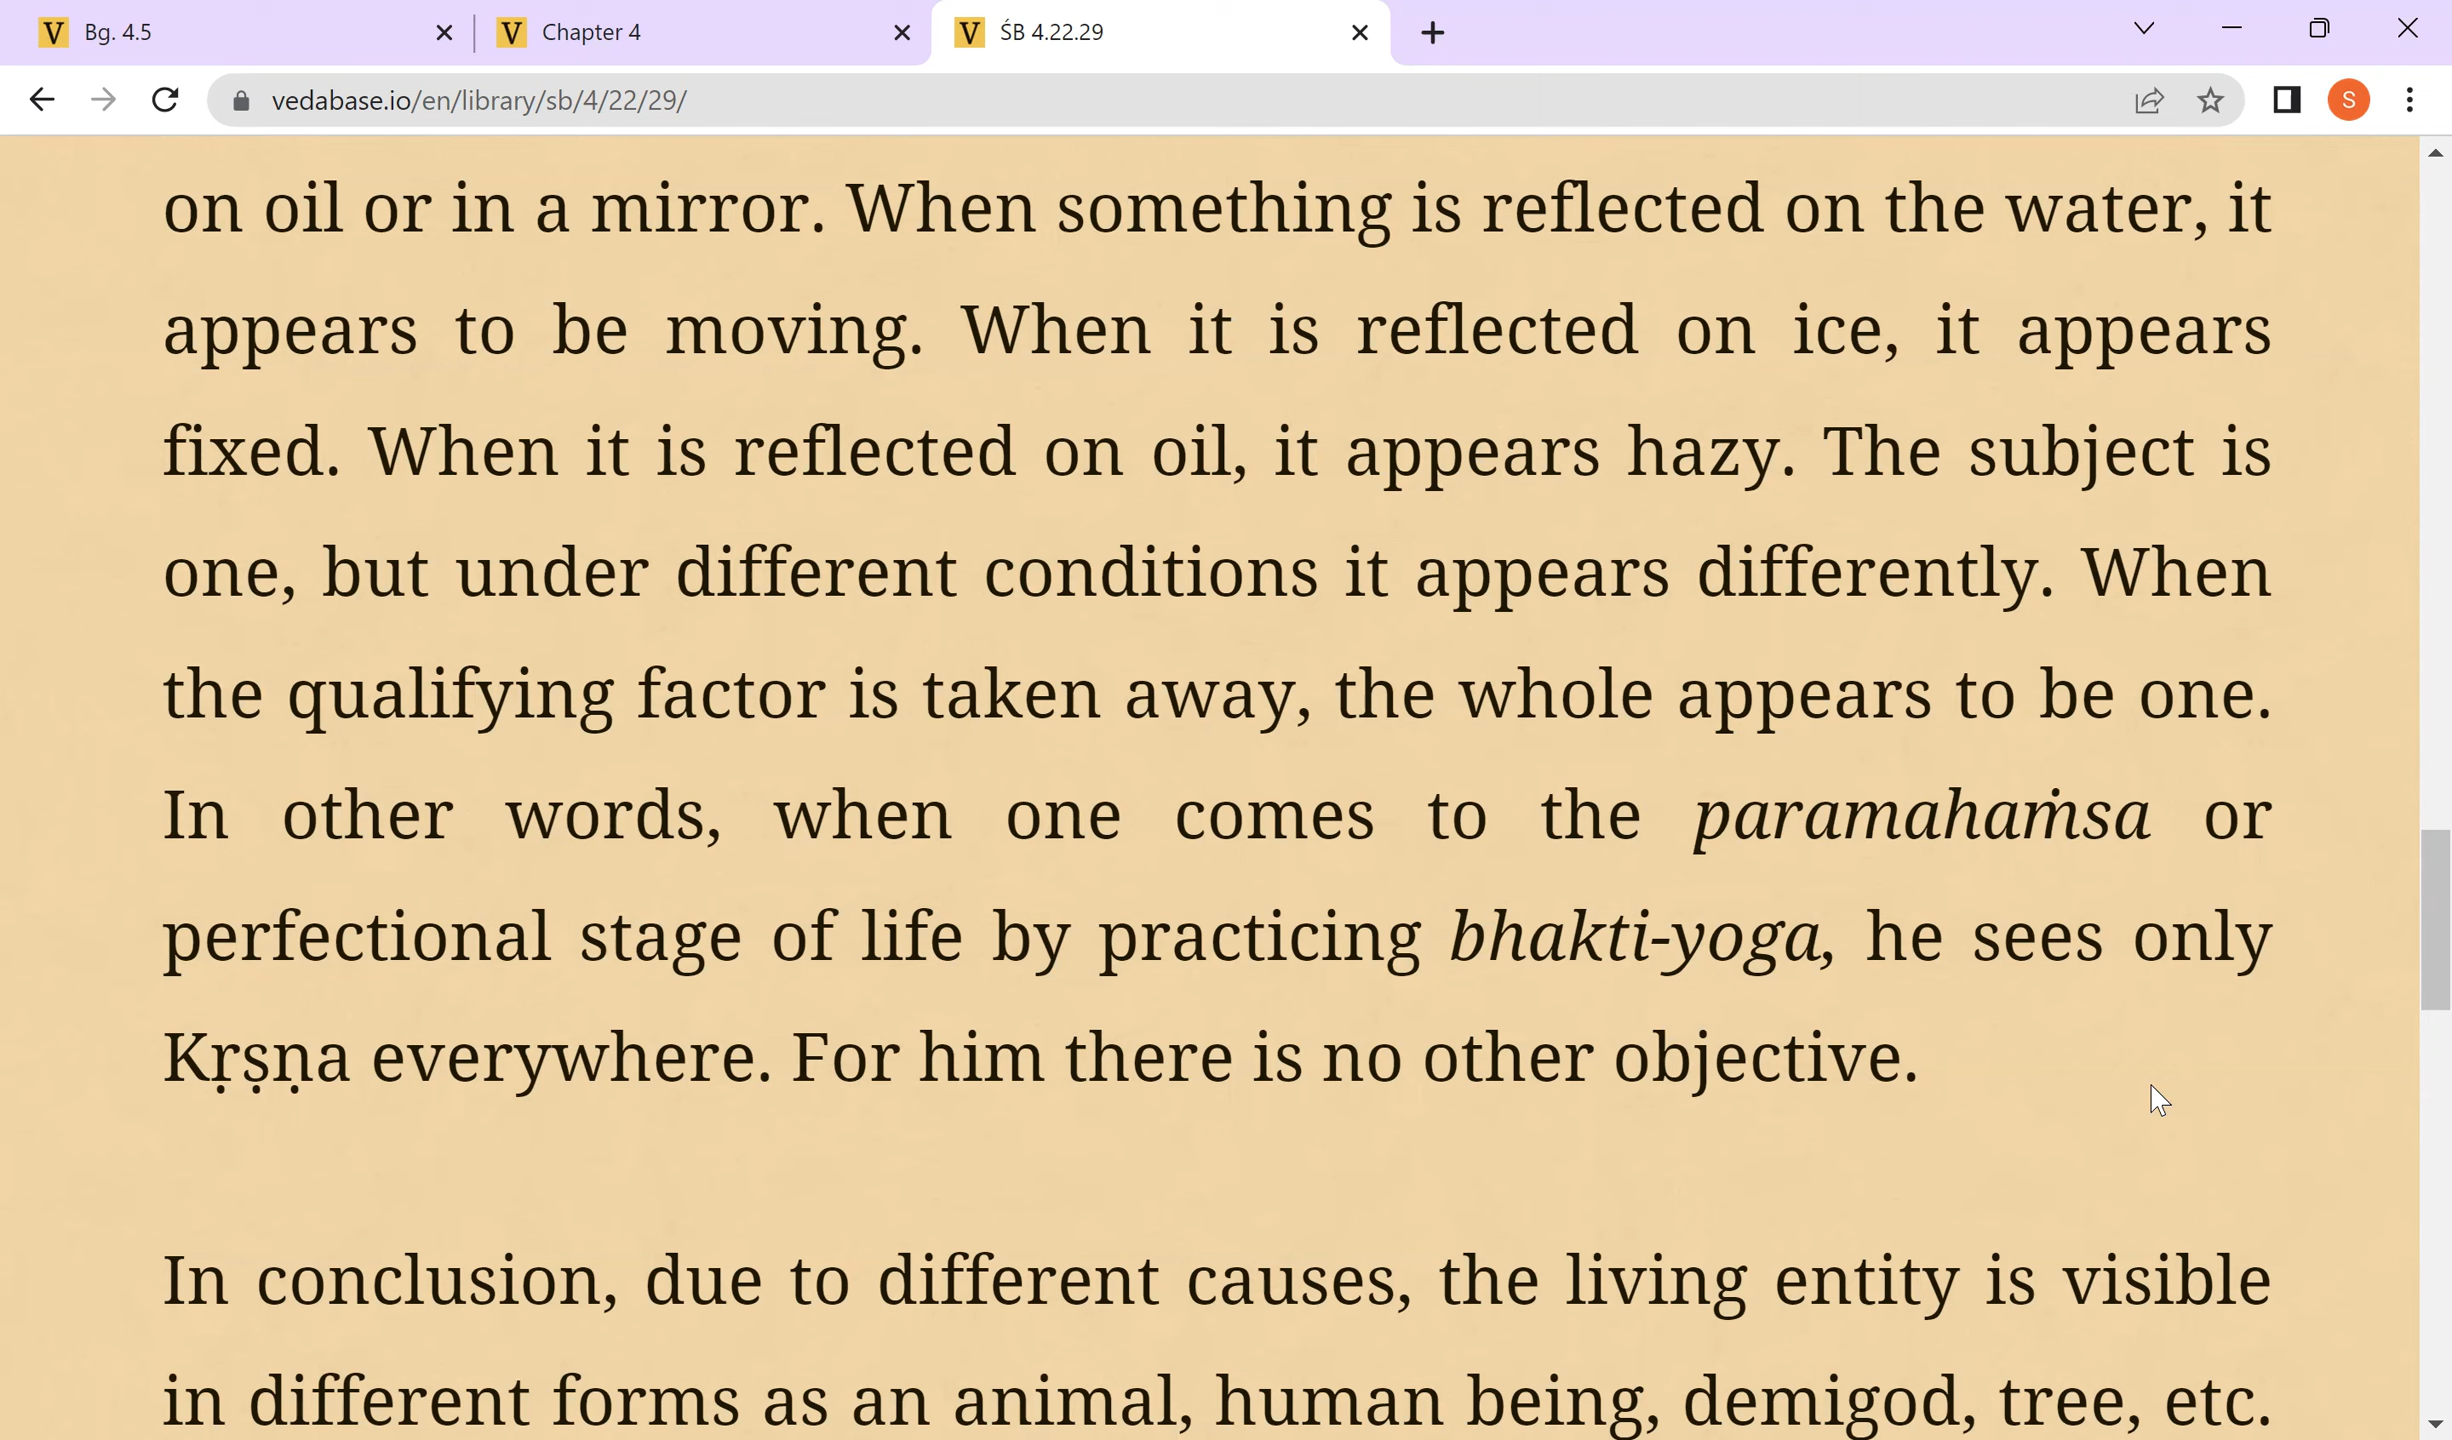 V Bg. 4.5 V Chapter 4 V ŚB 4.22.29
vedabase.io/en/library/sb/4/22/29/ S
on oil or in a mirror. When something is reflected on the water, it
appears to be moving. When it is reflected on ice, it appears
fixed. When it is reflected on oil, it appears hazy. The subject is
one, but under different conditions it appears differently. When
the qualifying factor is taken away, the whole appears to be one.
In other words, when one comes to the paramahaṁsa or
perfectional stage of life by practicing bhakti-yoga, he sees only
Kṛṣṇa everywhere. For him there is no other objective.
In conclusion, due to different causes, the living entity is visible
in different forms as an animal, human being, demigod, tree, etc.